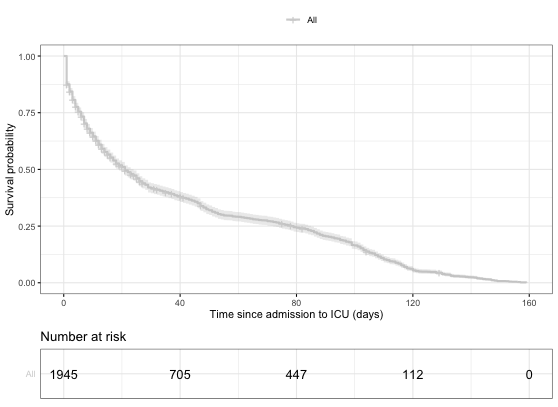 All
1.00
0.75
0.50
0.25
0.00
Survival probability
0 40 80 120 160
Time since admission to ICU (days)
Number at risk
All 1945 705 447 112 0